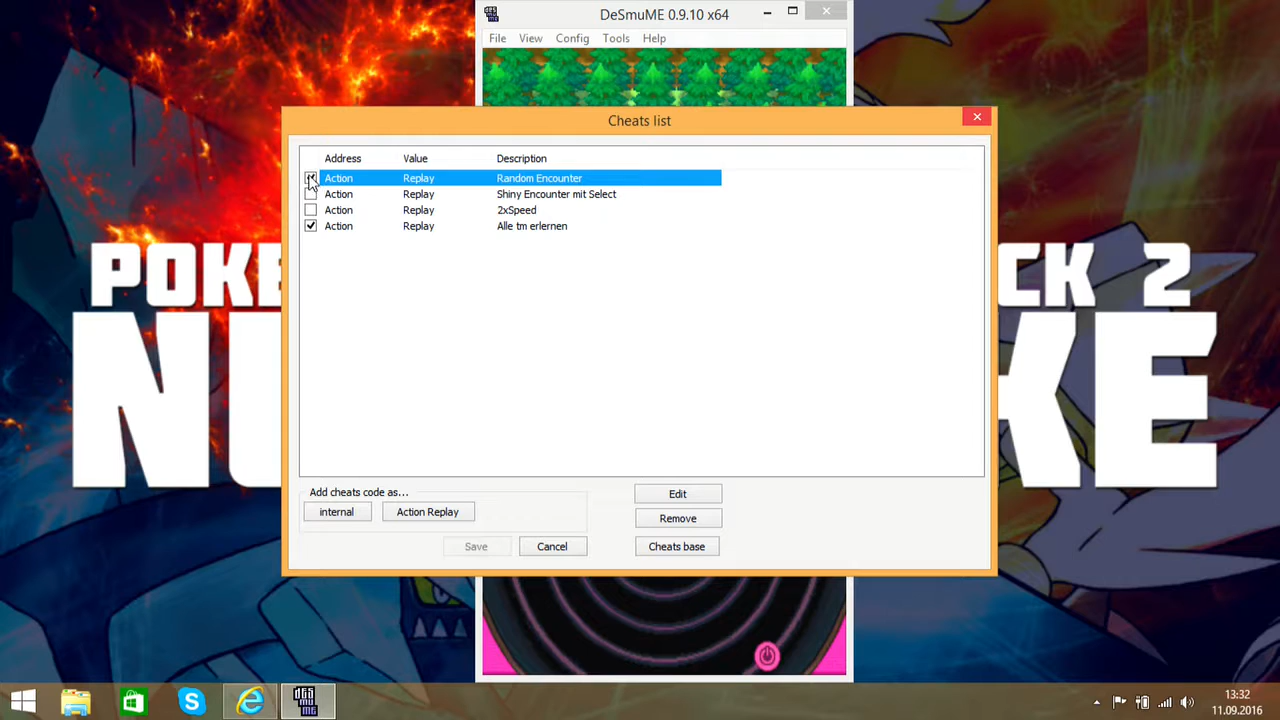 DeSmuME 0.9.10 x64
File View Config Tools Help
Cheats list
Address Value Description
Action Replay Random Encounter
Action Replay Shiny Encounter mit Select
Action Replay 2xSpeed
Action Replay Alle tm erlernen
POKE
CK 2
N
KE
Add cheats code as...
internal Action Replay
Edit
Remove
Save Cancel Cheats base
13:32
11.09.2016